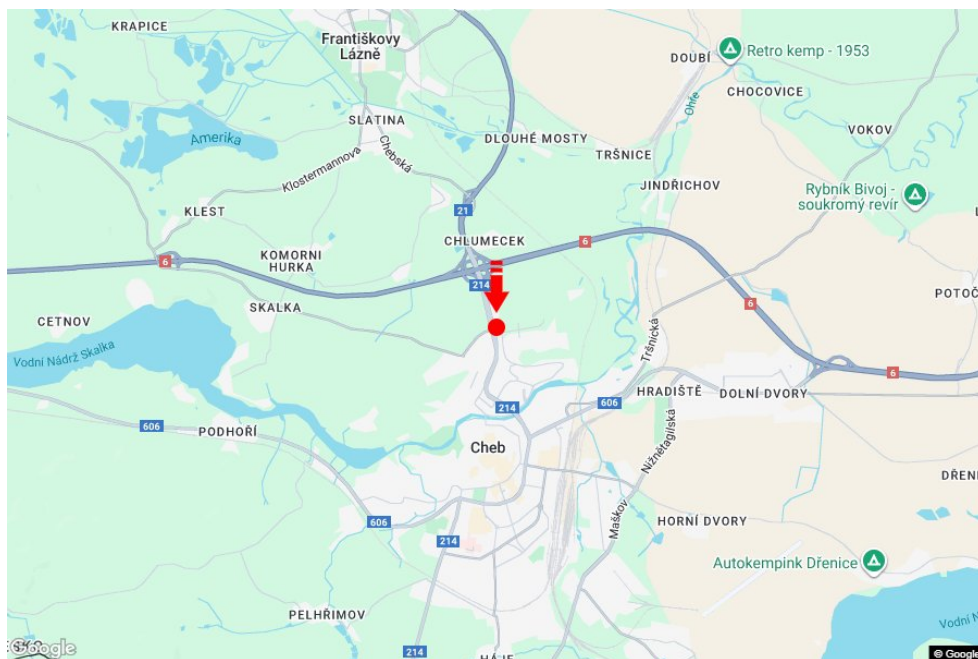 KRAPICE
Františkovy
Lázně
Retro kemp - 1953
DOUBÍ
CHOCOVICE
Ohře
SLATINA
Amerika
DLOUHÉ MOSTY
VOKOV
TRŠNICE
Chebská
Klostermannova
JINDŘICHOV
Rybník Bivoj -
soukromý revír
KLEST
21
CHLUMECEK
6
KOMORNI
HURKA
6
214
SKALKA
6
POTOČ
CETNOV
Vodní Nádrž Skalka
Tršnická
6
HRADIŠTĚ
DOLNÍ DVORY
606
214
606
PODHOŘÍ
Cheb
Nižnětagilská
DŘENI
606
Maškov
HORNÍ DVORY
214
Autokempink Dřenice
PELHŘIMOV
214
HÁJE
ESKO
Google
© Google